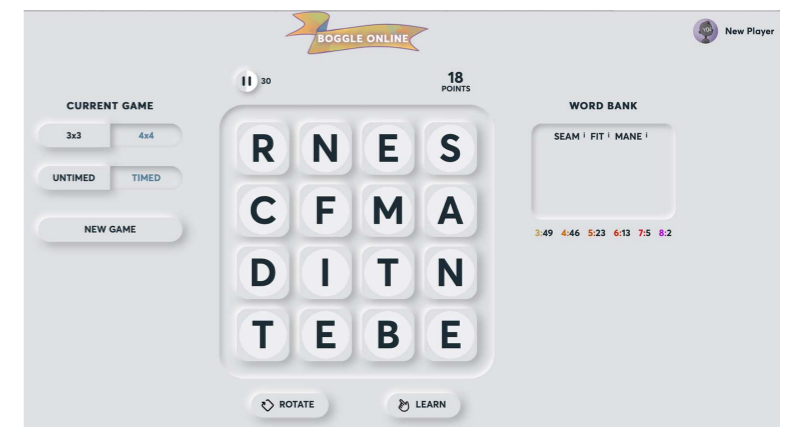 BOGGLE ONLINE
YOU
New Player
30
18
POINTS
CURRENT GAME
3x3 4x4
UNTIMED TIMED
NEW GAME
R N E S
C F M A
D I T N
T E B E
ROTATE LEARN
WORD BANK
SEAM i FIT i MANE i
3:49 4:46 5:23 6:13 7:5 8:2